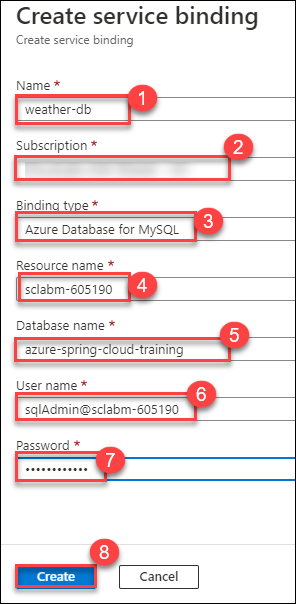 Create service binding
Create service binding
Name *
weather-db
1
Subscription *
2
Binding type *
Azure Database for MySQL
3
Resource name *
sclabm-605190
4
Database name *
azure-spring-cloud-training
5
User name *
sqlAdmin@sclabm-605190
6
Password *
••••••••••••
7
8
Create
Cancel